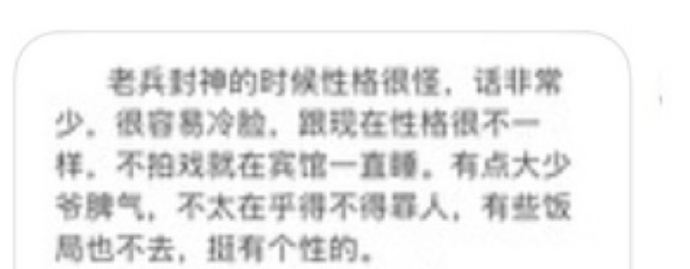 老兵封神的时候性格很怪，话非常
少。很容易冷脸，跟现在性格很不一
样。不拍戏就在宾馆一直睡。有点大少
爷脾气，不太在乎得不得罪人，有些饭
局也不去，挺有个性的。